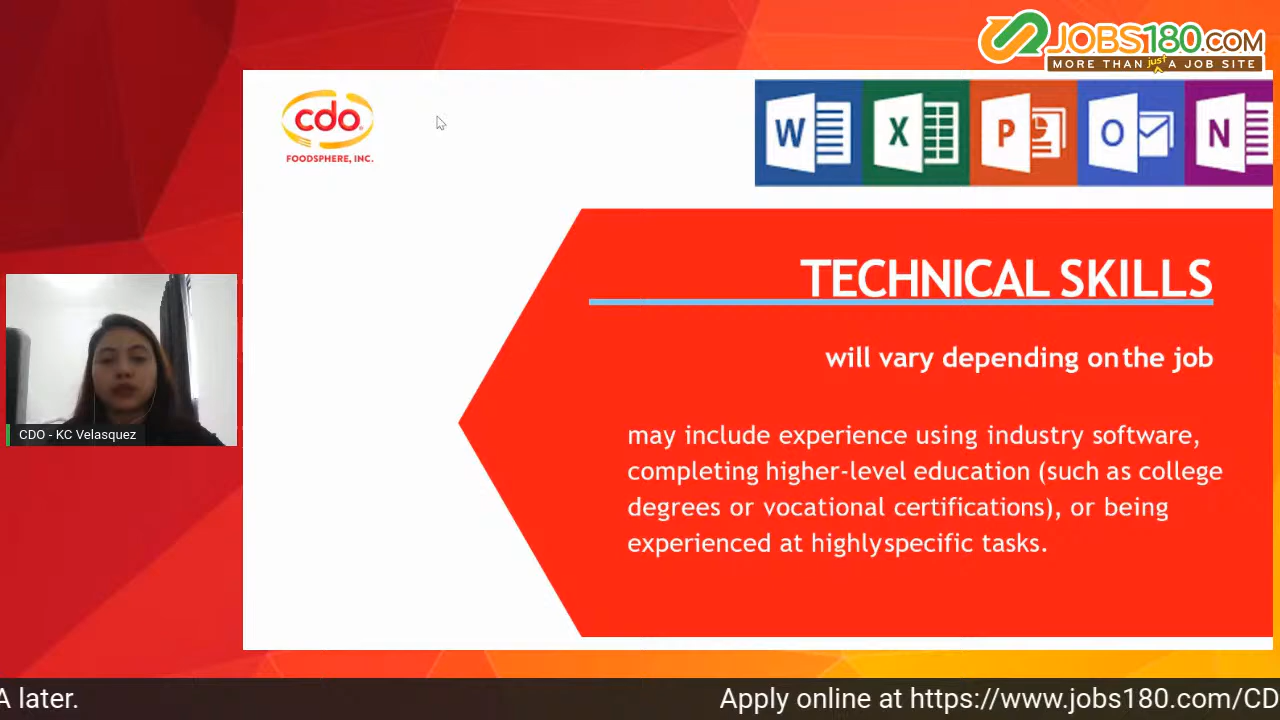 JOBS180.COM
MORE THAN just A JOB SITE
cdo
FOODSPHERE, INC.
W
X
P
O
N
TECHNICAL SKILLS
will vary depending on the job
may include experience using industry software,
completing higher-level education (such as college
degrees or vocational certifications), or being
experienced at highlyspecific tasks.
CDO - KC Velasquez
A later.
Apply online at https://www.jobs180.com/CD